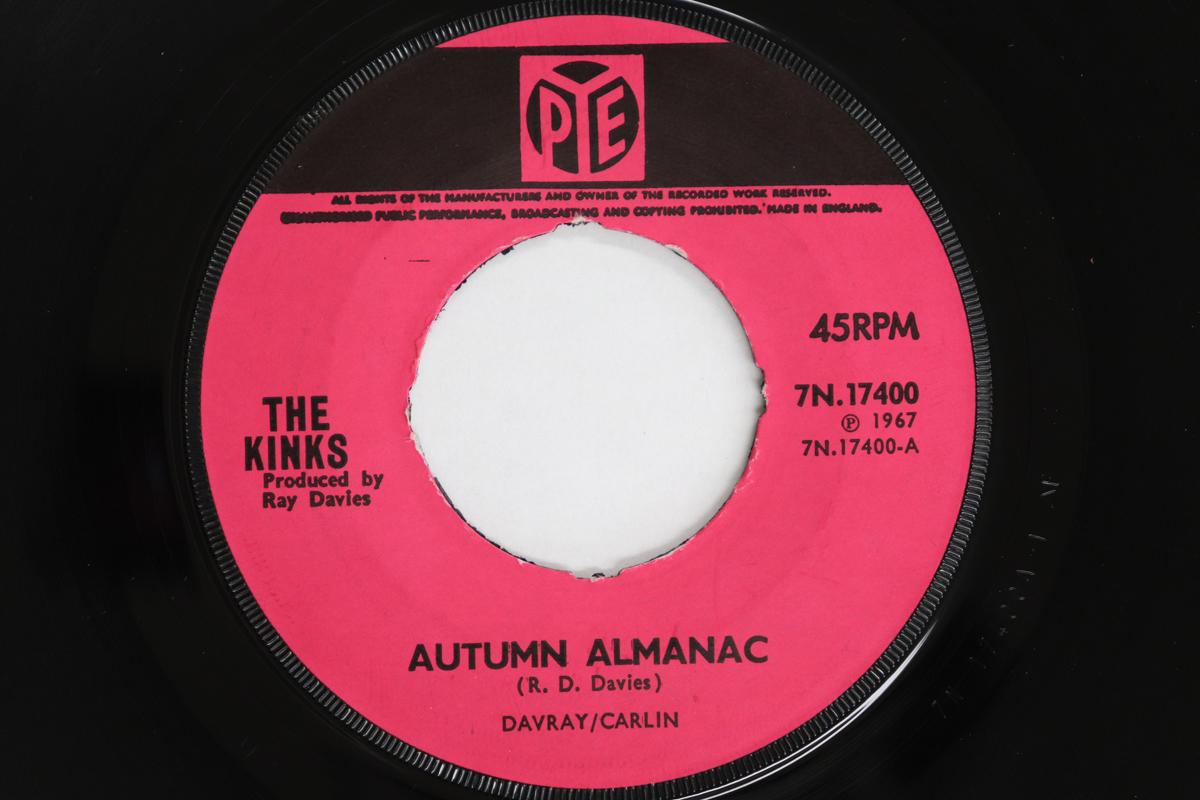 PYE
ALL RIGHTS OF THE MANUFACTURERS AND OWNER OF THE RECORDED WORK RESERVED.
UNAUTHORISED PUBLIC PERFORMANCE, BROADCASTING AND COPYING PROHIBITED. MADE IN ENGLAND.
45RPM
7N.17400
℗ 1967
7N.17400-A
THE
KINKS
Produced by
Ray Davies
AUTUMN ALMANAC
(R. D. Davies)
DAVRAY/CARLIN